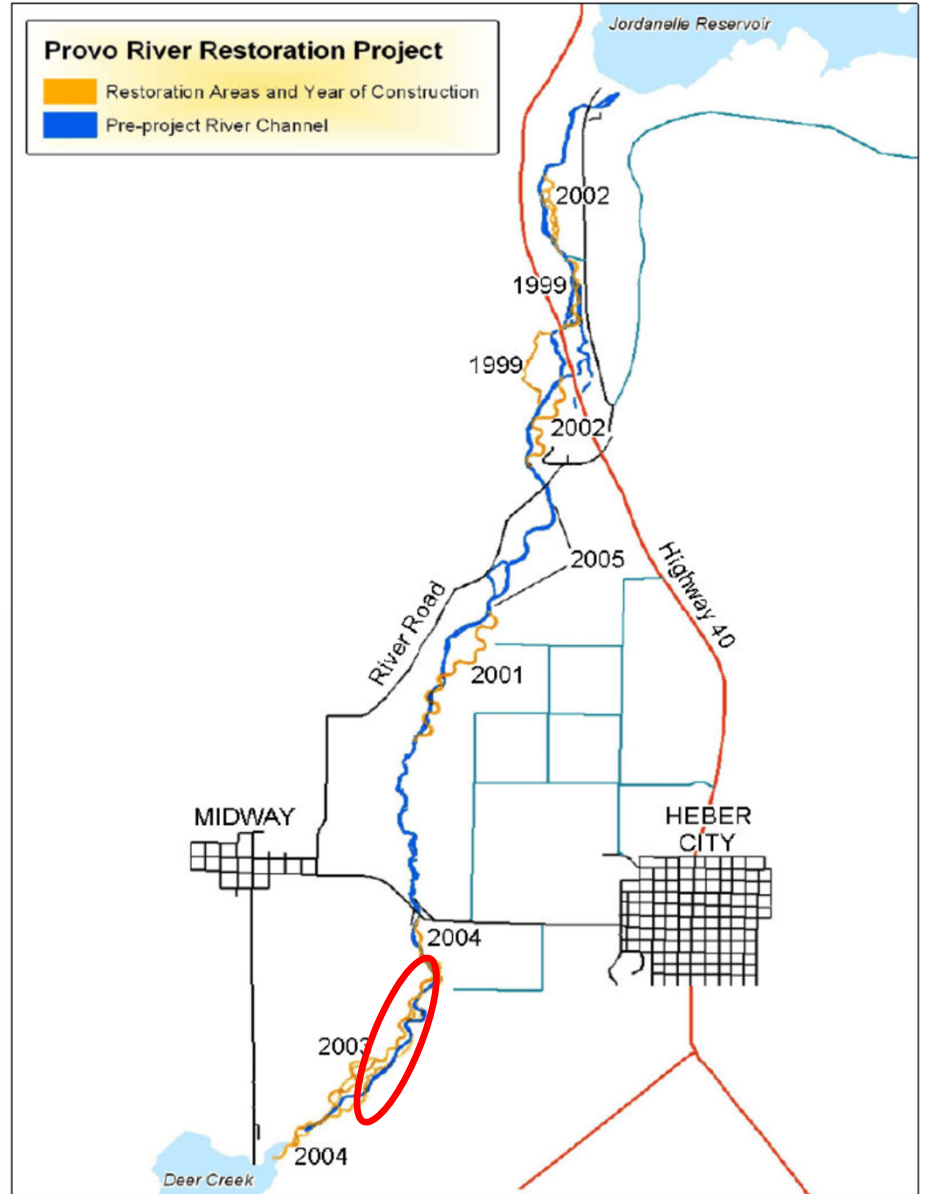 Jordanelle Reservoir
Provo River Restoration Project
Restoration Areas and Year of Construction
Pre-project River Channel
2002
1999
1999
2002
2005
Highway 40
River Road
2001
MIDWAY
HEBER
CITY
2004
2003
2004
Deer Creek